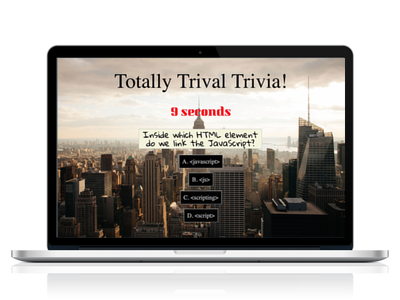 Totally Trival Trivia!
9 seconds
Inside which HTML element
do we link the JavaScript?
A. <javascript>
B. <js>
C. <scripting>
D. <script>